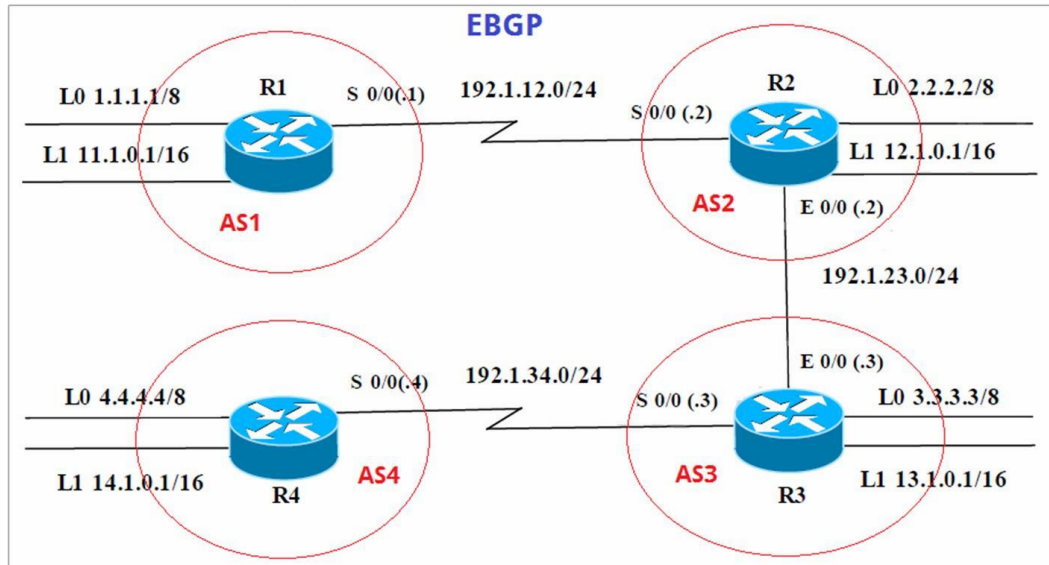 EBGP
R1
L0 1.1.1.1/8
S 0/0(.1)
192.1.12.0/24
L1 11.1.0.1/16
AS1
R2
L0 2.2.2.2/8
S 0/0 (.2)
L1 12.1.0.1/16
AS2
E 0/0 (.2)
192.1.23.0/24
L0 4.4.4.4/8
S 0/0(.4)
192.1.34.0/24
L1 14.1.0.1/16
R4
AS4
E 0/0 (.3)
S 0/0 (.3)
L0 3.3.3.3/8
AS3
R3
L1 13.1.0.1/16